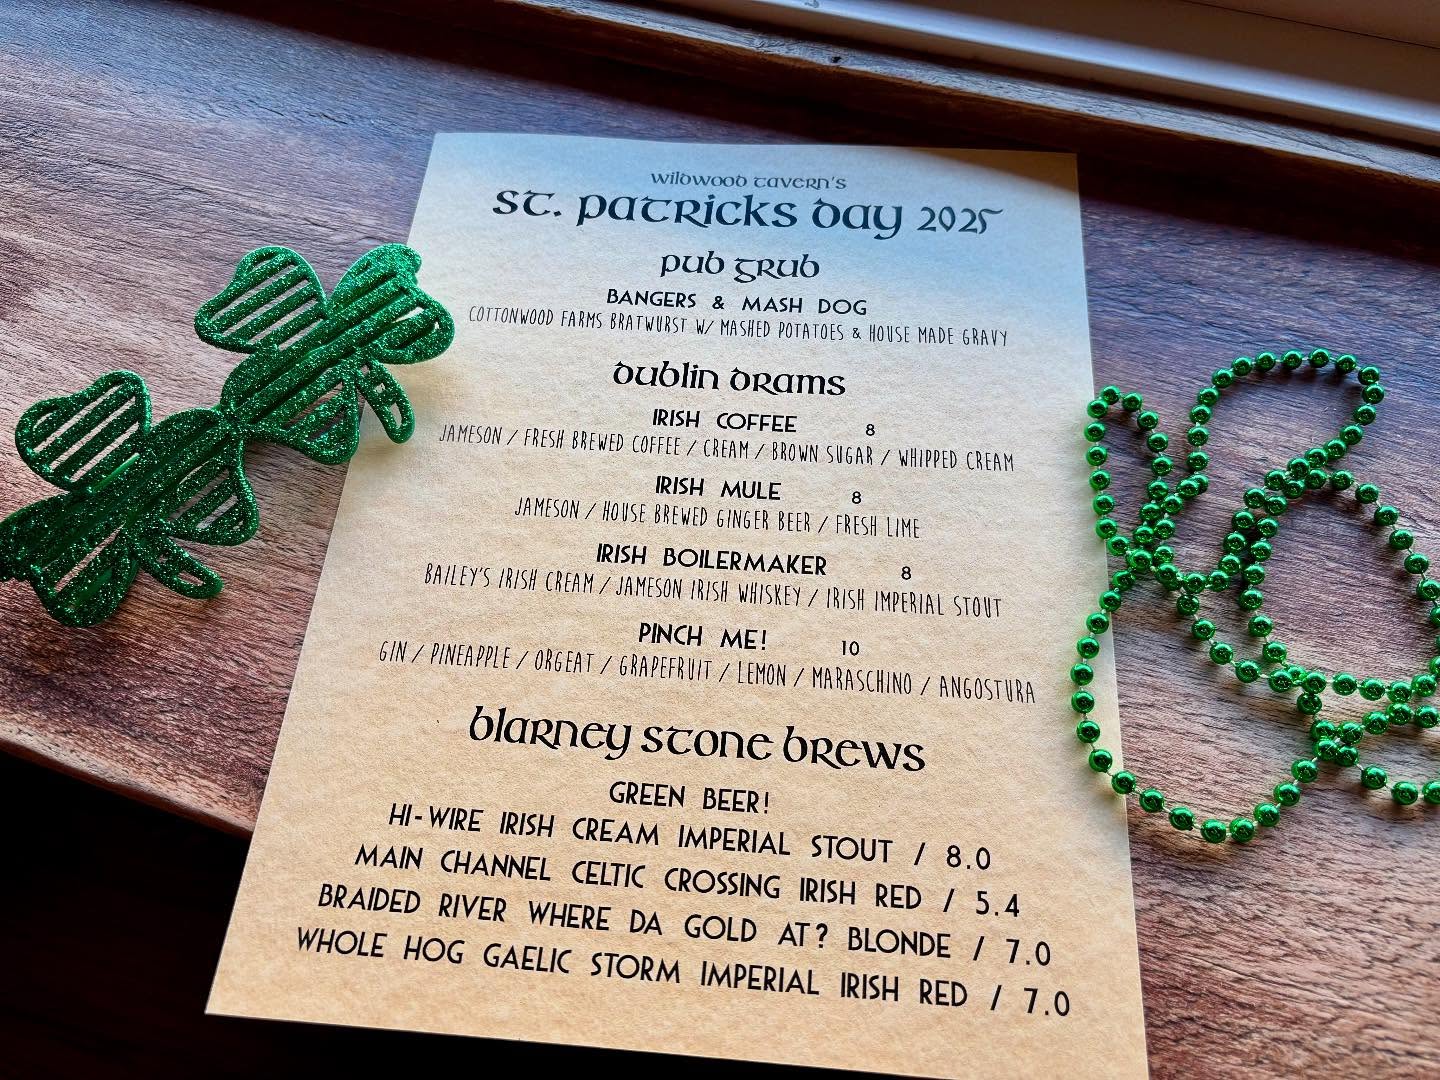 Wildwood Tavern's
St. Patricks Day 2025
Pub Grub
BANGERS & MASH DOG
COTTONWOOD FARMS BRATWURST W/ MASHED POTATOES & HOUSE MADE GRAVY
Dublin Drams
IRISH COFFEE 8
JAMESON / FRESH BREWED COFFEE / CREAM / BROWN SUGAR / WHIPPED CREAM
IRISH MULE 8
JAMESON / HOUSE BREWED GINGER BEER / FRESH LIME
IRISH BOILERMAKER 8
BAILEY'S IRISH CREAM / JAMESON IRISH WHISKEY / IRISH IMPERIAL STOUT
PINCH ME! 10
GIN / PINEAPPLE / ORGEAT / GRAPEFRUIT / LEMON / MARASCHINO / ANGOSTURA
Blarney Stone Brews
GREEN BEER!
HI-WIRE IRISH CREAM IMPERIAL STOUT / 8.0
MAIN CHANNEL CELTIC CROSSING IRISH RED / 5.4
BRAIDED RIVER WHERE DA GOLD AT? BLONDE / 7.0
WHOLE HOG GAELIC STORM IMPERIAL IRISH RED / 7.0